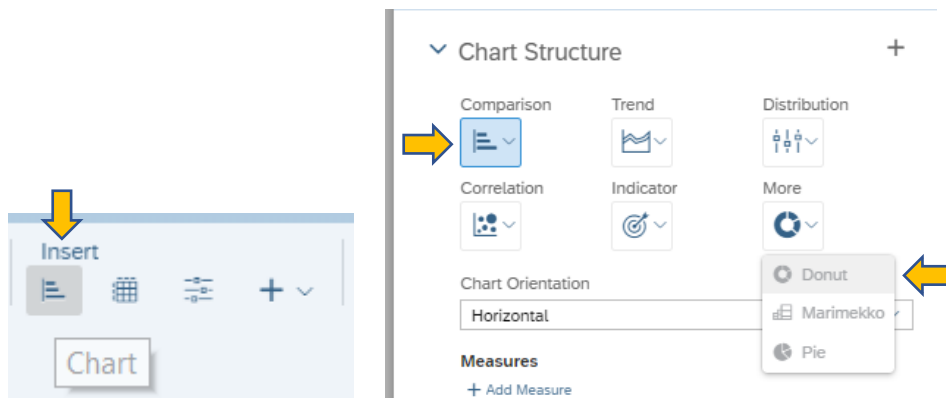 Insert
Chart
Chart Structure
Comparison Trend Distribution
Correlation Indicator More
Donut
Chart Orientation
Horizontal
Marimekko
Pie
Measures
+ Add Measure